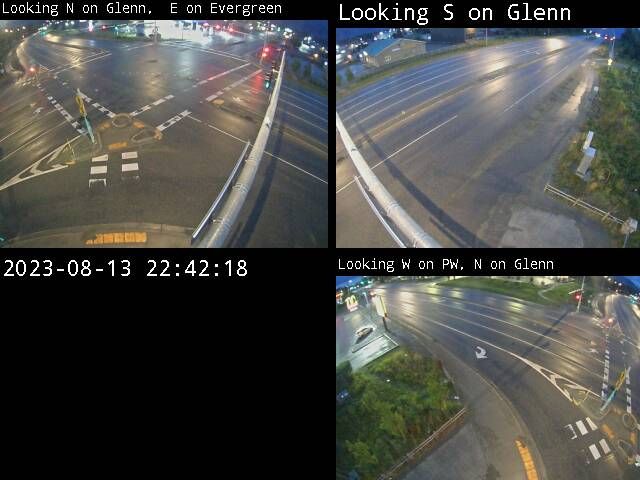 Looking N on Glenn,  E on Evergreen
Looking S on Glenn
2023-08-13 22:42:18
Looking W on PW, N on Glenn